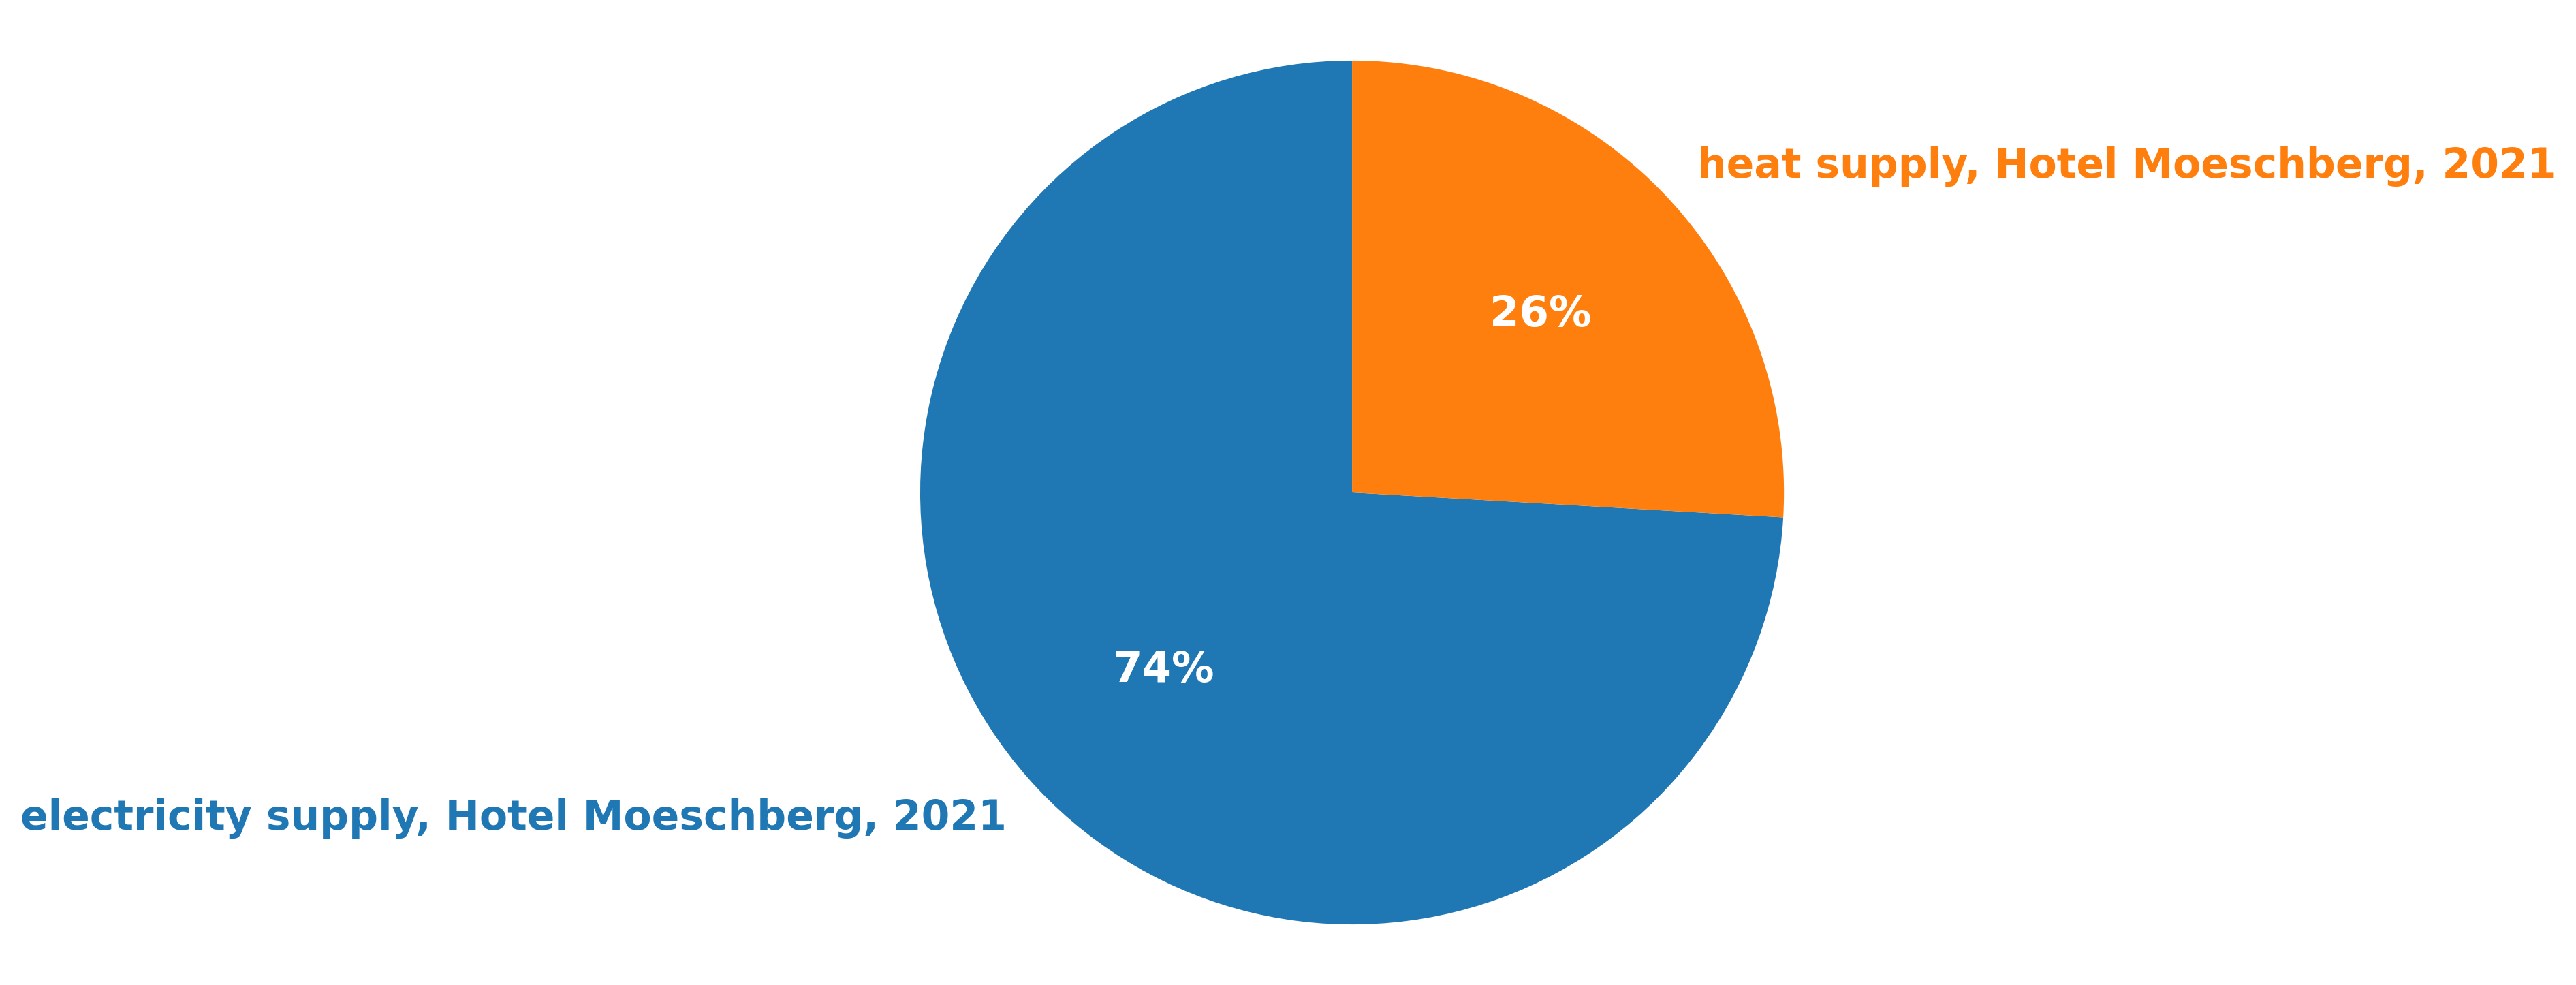 heat supply, Hotel Moeschberg, 2021
26%
74%
electricity supply, Hotel Moeschberg, 2021